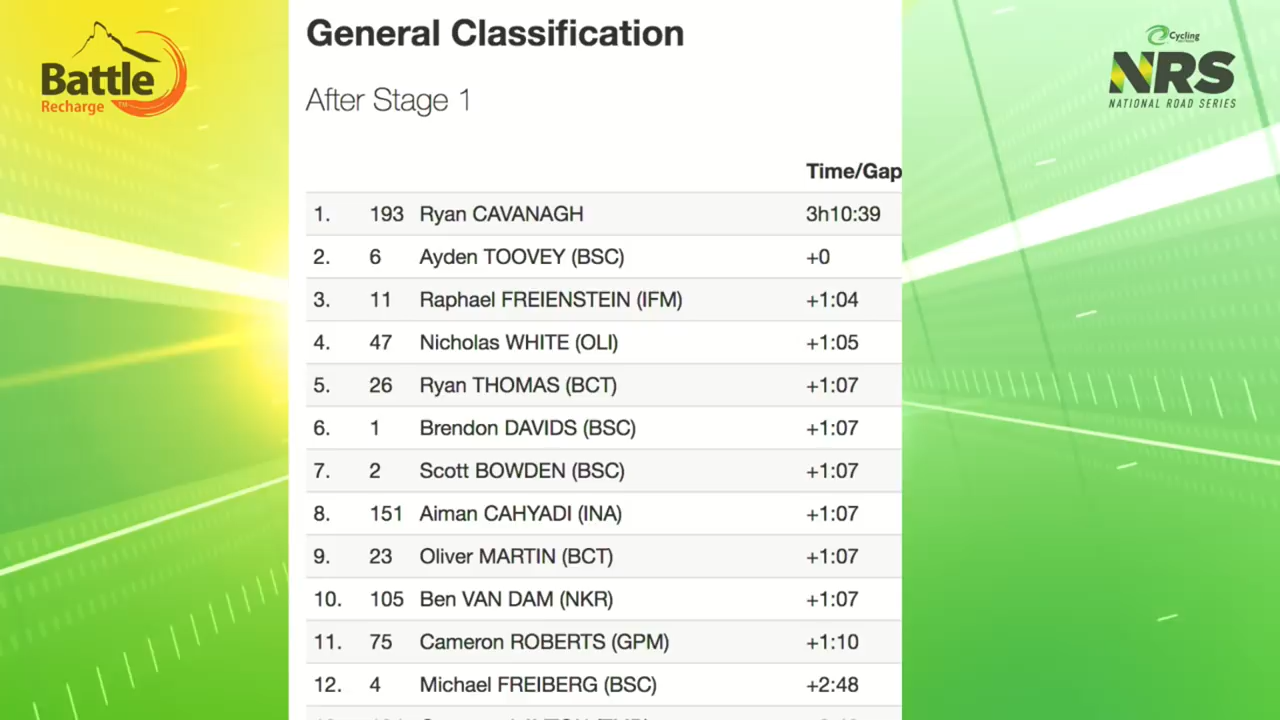 General Classification
After Stage 1
Battle
Recharge TM
Cycling
NRS
NATIONAL ROAD SERIES
Time/Gap
1. 193 Ryan CAVANAGH 3h10:39
2. 6 Ayden TOOVEY (BSC) +0
3. 11 Raphael FREIENSTEIN (IFM) +1:04
4. 47 Nicholas WHITE (OLI) +1:05
5. 26 Ryan THOMAS (BCT) +1:07
6. 1 Brendon DAVIDS (BSC) +1:07
7. 2 Scott BOWDEN (BSC) +1:07
8. 151 Aiman CAHYADI (INA) +1:07
9. 23 Oliver MARTIN (BCT) +1:07
10. 105 Ben VAN DAM (NKR) +1:07
11. 75 Cameron ROBERTS (GPM) +1:10
12. 4 Michael FREIBERG (BSC) +2:48